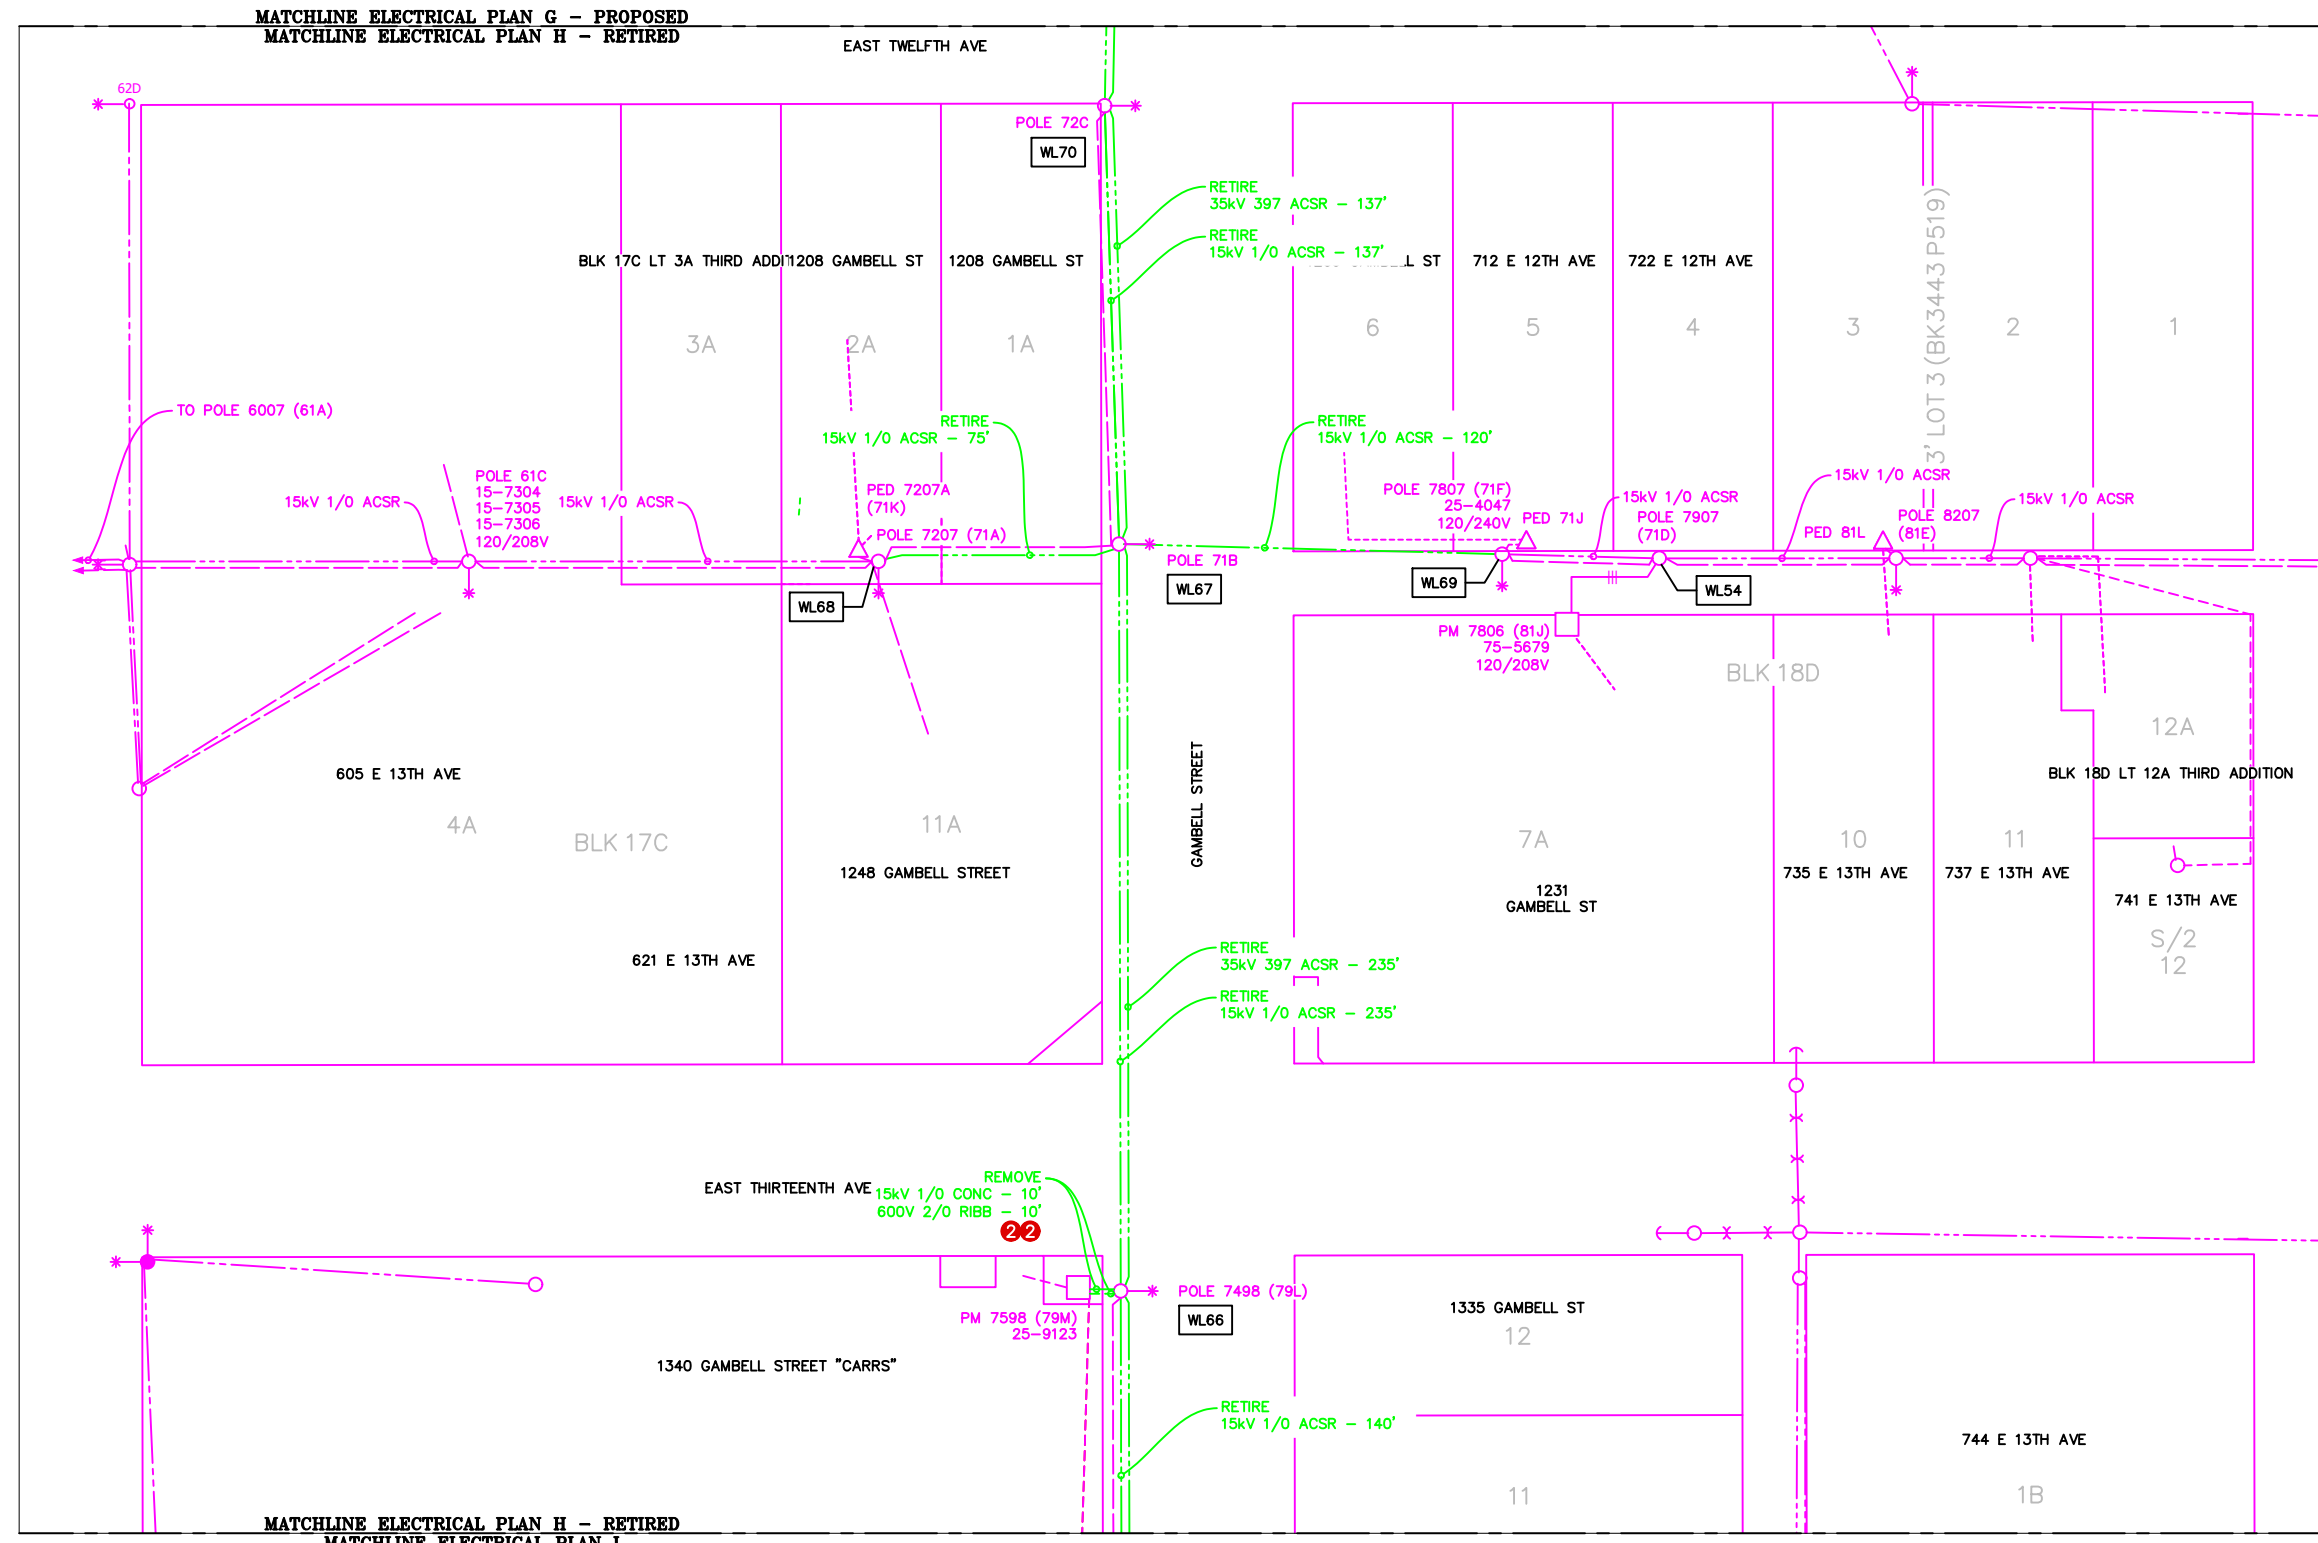 MATCHLINE ELECTRICAL PLAN G - PROPOSED
MATCHLINE ELECTRICAL PLAN H - RETIRED
EAST TWELFTH AVE
62D
POLE 72C
WL70
RETIRE
35kV 397 ACSR - 137'
RETIRE
15kV 1/0 ACSR - 137'
BLK 17C LT 3A THIRD ADDIT
1208 GAMBELL ST
1208 GAMBELL ST
LL ST
712 E 12TH AVE
722 E 12TH AVE
3' LOT 3 (BK3443 P519)
3A
2A
1A
6
5
4
3
2
1
TO POLE 6007 (61A)
RETIRE
15kV 1/0 ACSR - 75'
RETIRE
15kV 1/0 ACSR - 120'
15kV 1/0 ACSR
POLE 61C
15-7304
15-7305
15-7306
120/208V
15kV 1/0 ACSR
PED 7207A
(71K)
POLE 7207 (71A)
POLE 7807 (71F)
25-4047
120/240V
PED 71J
15kV 1/0 ACSR
POLE 7907
(71D)
15kV 1/0 ACSR
PED 81L
POLE 8207
(81E)
15kV 1/0 ACSR
POLE 71B
WL67
WL68
WL69
WL54
PM 7806 (81J)
75-5679
120/208V
BLK 18D
12A
BLK 18D LT 12A THIRD ADDITION
605 E 13TH AVE
4A
BLK 17C
11A
1248 GAMBELL STREET
GAMBELL STREET
7A
1231
GAMBELL ST
10
735 E 13TH AVE
11
737 E 13TH AVE
741 E 13TH AVE
S/2
12
621 E 13TH AVE
RETIRE
35kV 397 ACSR - 235'
RETIRE
15kV 1/0 ACSR - 235'
EAST THIRTEENTH AVE
REMOVE
15kV 1/0 CONC - 10'
600V 2/0 RIBB - 10'
2 2
PM 7598 (79M)
25-9123
POLE 7498 (79L)
WL66
1335 GAMBELL ST
12
1340 GAMBELL STREET "CARRS"
RETIRE
15kV 1/0 ACSR - 140'
11
744 E 13TH AVE
1B
MATCHLINE ELECTRICAL PLAN H - RETIRED
MATCHLINE ELECTRICAL PLAN